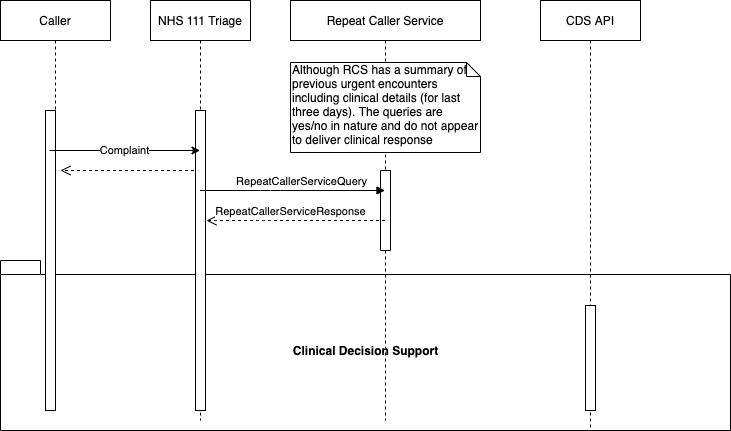 Caller
NHS 111 Triage
Repeat Caller Service
CDS API
Although RCS has a summary of
previous urgent encounters
including clinical details (for last
three days). The queries are
yes/no in nature and do not appear
to deliver clinical response
Complaint
RepeatCallerServiceQuery
RepeatCallerServiceResponse
Clinical Decision Support